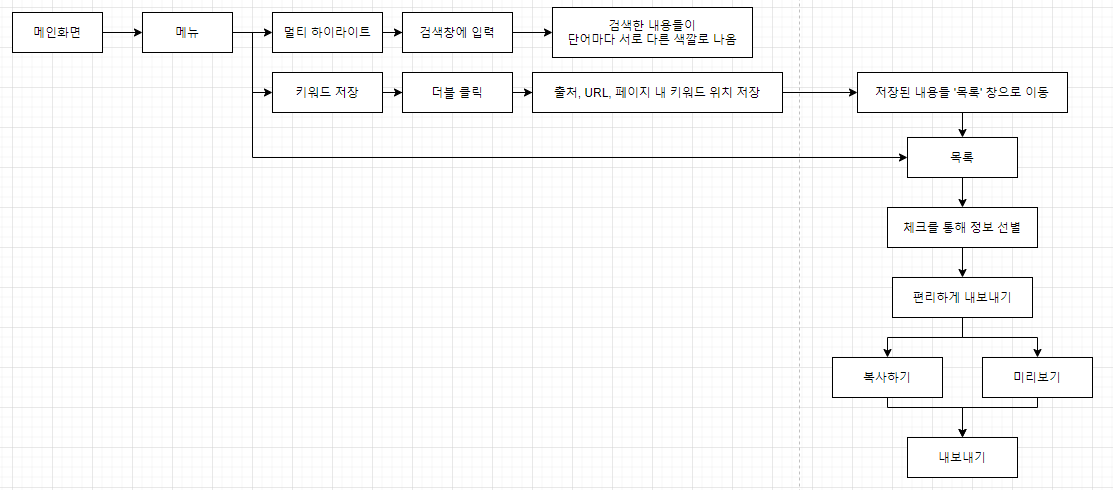 메인화면
메뉴
멀티 하이라이트
검색창에 입력
검색한 내용들이
단어마다 서로 다른 색깔로 나옴
키워드 저장
더블 클릭
출처, URL, 페이지 내 키워드 위치 저장
저장된 내용들 '목록' 창으로 이동
목록
체크를 통해 정보 선별
편리하게 내보내기
복사하기
미리보기
내보내기